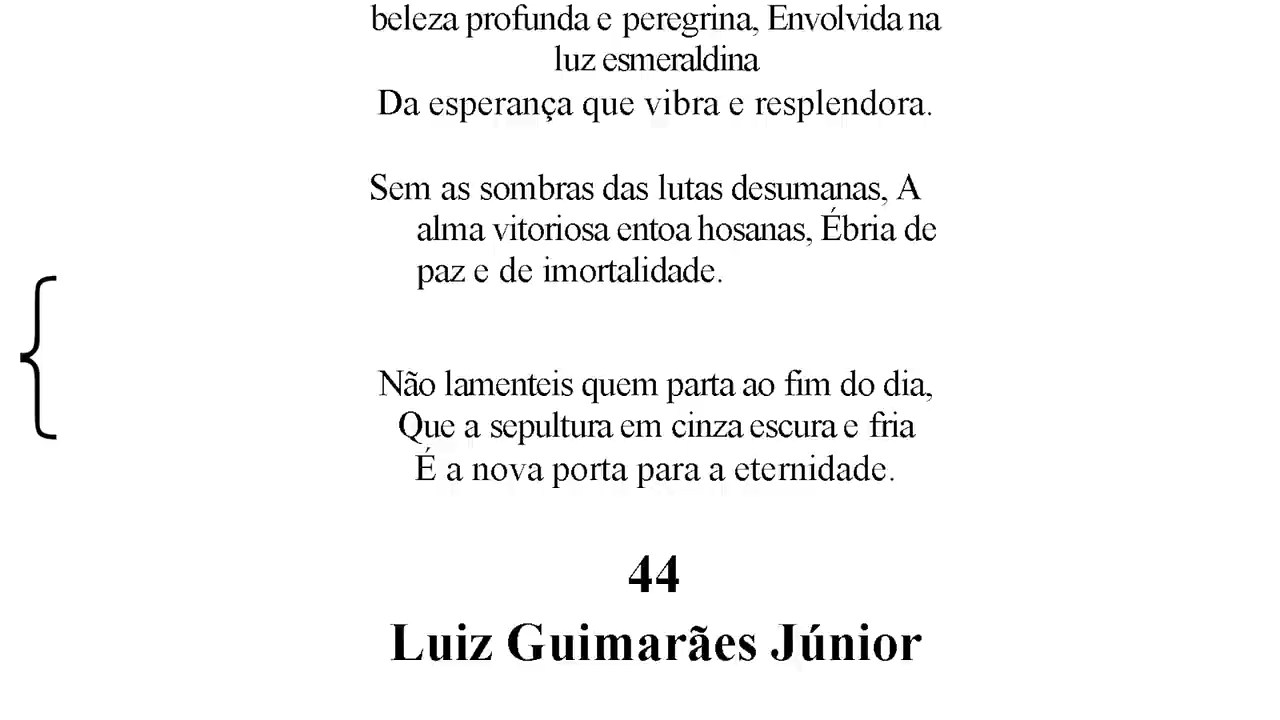 beleza profunda e peregrina, Envolvida na
luz esmeraldina
Da esperança que vibra e resplendora.
Sem as sombras das lutas desumanas, A
alma vitoriosa entoa hosanas, Ébria de
paz e de imortalidade.
Não lamenteis quem parta ao fim do dia,
Que a sepultura em cinza escura e fria
É a nova porta para a eternidade.
44
Luiz Guimarães Júnior